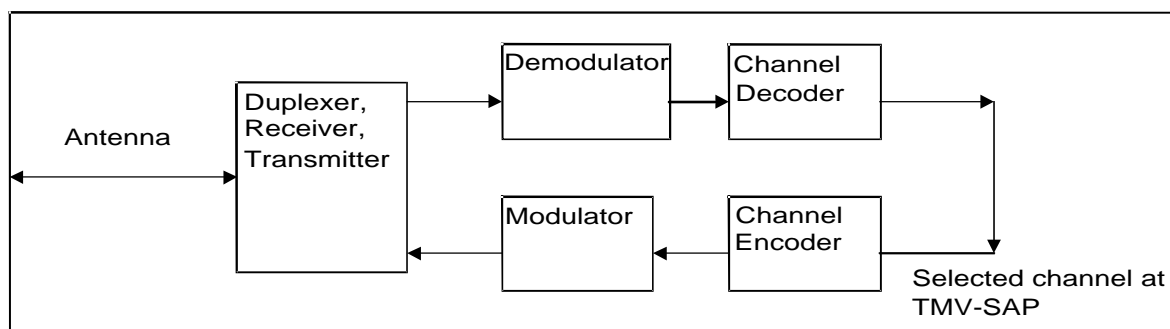 Antenna
Duplexer,
Receiver,
Transmitter
Demodulator
Channel
Decoder
Modulator
Channel
Encoder
Selected channel at
TMV-SAP